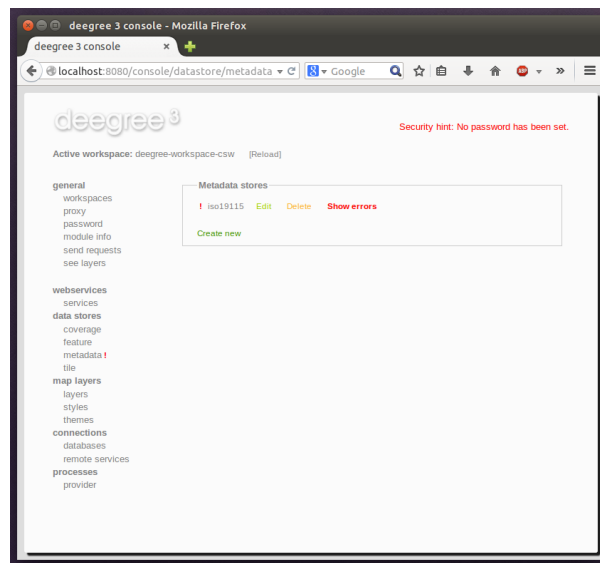 deegree 3 console - Mozilla Firefox
deegree 3 console ×
localhost:8080/console/datastore/metadata Google ABP
deegree 3
Security hint: No password has been set.
Active workspace: deegree-workspace-csw [Reload]
general
workspaces
proxy
password
module info
send requests
see layers
webservices
services
data stores
coverage
feature
metadata !
tile
map layers
layers
styles
themes
connections
databases
remote services
processes
provider
Metadata stores
! iso19115 Edit Delete Show errors
Create new